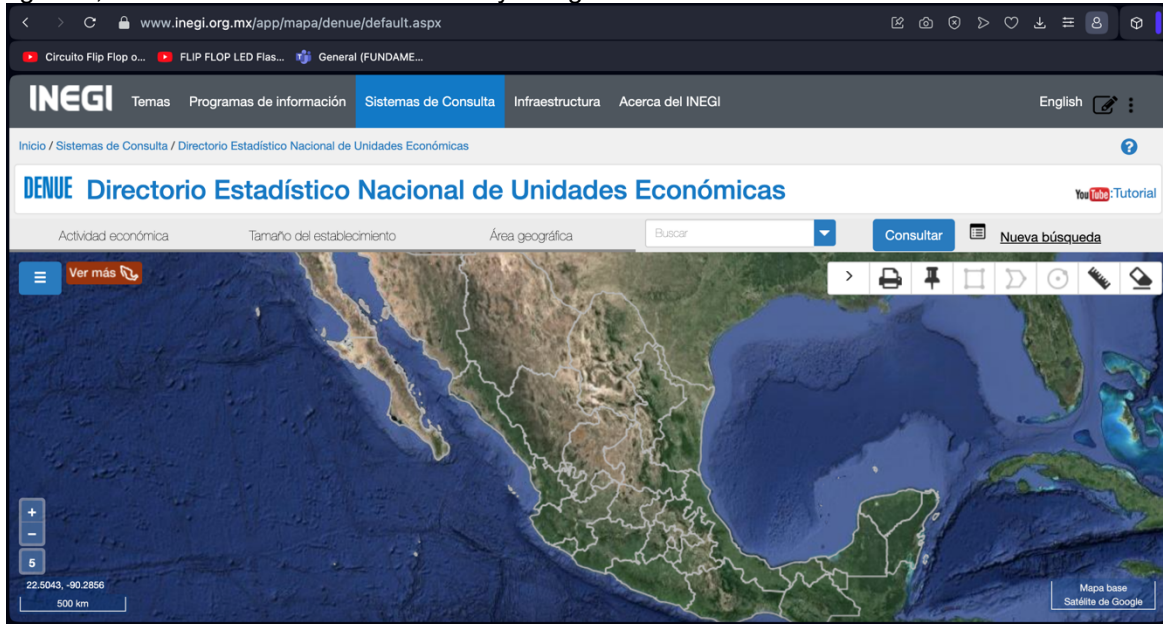 www.inegi.org.mx/app/mapa/denue/default.aspx
Circuito Flip Flop o... FLIP FLOP LED Flas... General (FUNDAME...
INEGI Temas Programas de información Sistemas de Consulta Infraestructura Acerca del INEGI English
Inicio / Sistemas de Consulta / Directorio Estadístico Nacional de Unidades Económicas
DENUE Directorio Estadístico Nacional de Unidades Económicas YouTube:Tutorial
Actividad económica Tamaño del establecimiento Área geográfica Buscar Consultar Nueva búsqueda
Ver más
+
-
5
22.5043, -90.2856
500 km
Mapa base
Satélite de Google